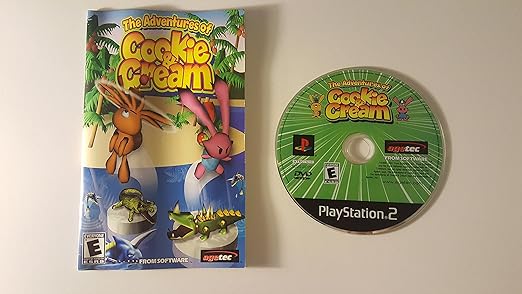 The Adventures of
Cookie
&
Cream
EVERYONE
E
FROM SOFTWARE
agetec
The Adventures of
Cookie
&
Cream
DVD
E
agetec
FROM SOFTWARE
PlayStation 2